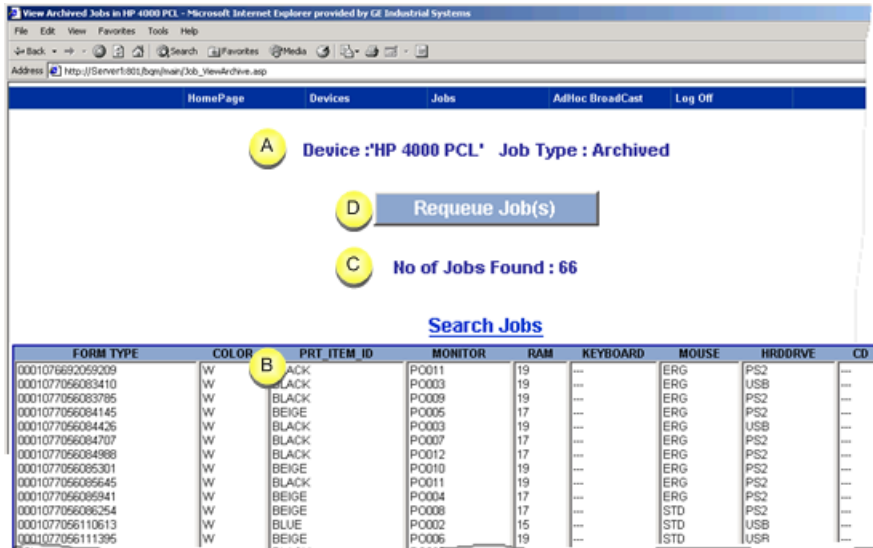 View Archived Jobs in HP 4000 PCL - Microsoft Internet Explorer provided by GE Industrial Systems
File Edit View Favorites Tools Help
Back Search Favorites Media
Address http://Server1:801/bqm/main/Job_ViewArchive.asp
HomePage Devices Jobs AdHoc BroadCast Log Off
A Device :'HP 4000 PCL' Job Type : Archived
D Requeue Job(s)
C No of Jobs Found : 66
Search Jobs
FORM TYPE COLOR PRT_ITEM_ID MONITOR RAM KEYBOARD MOUSE HRDDRVE CD
B
0001076692059209 W ACK PO011 19 --- ERG PS2 ---
0001077056083410 W BLACK PO003 19 --- ERG USB ---
0001077056083785 W BLACK PO009 19 --- ERG PS2 ---
0001077056084145 W BEIGE PO005 17 --- ERG PS2 ---
0001077056084426 W BLACK PO003 19 --- ERG USB ---
0001077056084707 W BLACK PO007 17 --- ERG PS2 ---
0001077056084988 W BLACK PO012 17 --- ERG PS2 ---
0001077056085301 W BEIGE PO010 19 --- ERG PS2 ---
0001077056085645 W BLACK PO011 19 --- ERG PS2 ---
0001077056085941 W BEIGE PO004 17 --- ERG PS2 ---
0001077056086254 W BEIGE PO008 17 --- STD PS2 ---
0001077056110613 W BLUE PO002 15 --- STD USB ---
0001077056111395 W BEIGE PO006 19 --- STD USB ---